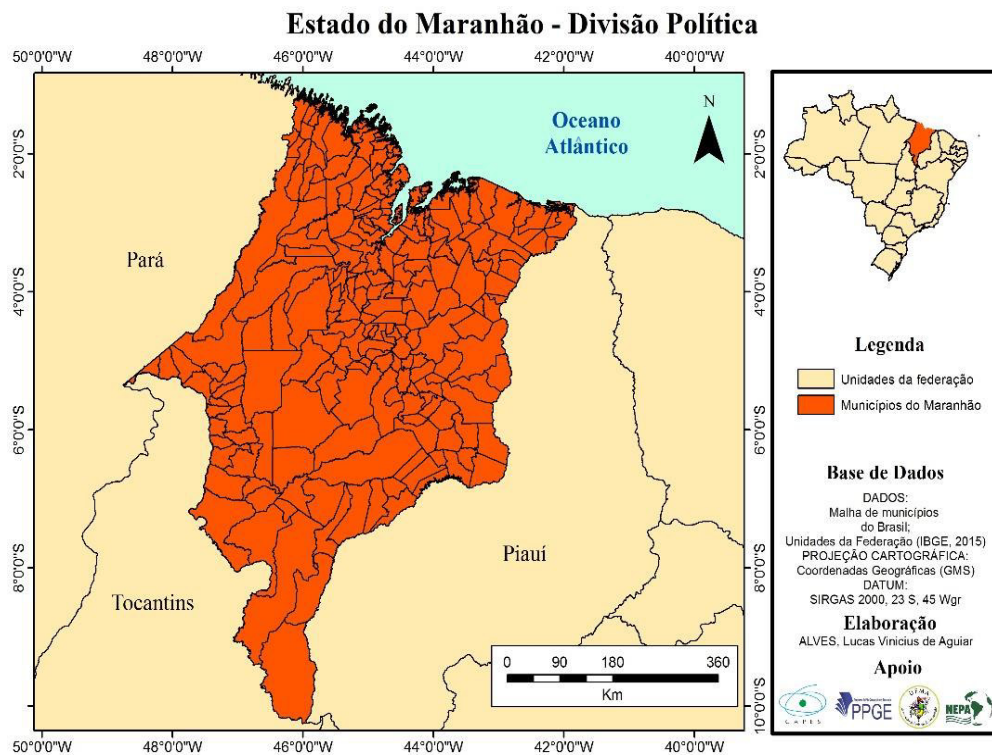 Estado do Maranhão - Divisão Política
50°0'0"W 48°0'0"W 46°0'0"W 44°0'0"W 42°0'0"W 40°0'0"W
2°0'0"S
4°0'0"S
6°0'0"S
8°0'0"S
10°0'0"S
Oceano
Atlântico
N
Pará
Piauí
Tocantins
0 90 180 360
Km
2°0'0"S
4°0'0"S
6°0'0"S
8°0'0"S
10°0'0"S
50°0'0"W 48°0'0"W 46°0'0"W 44°0'0"W 42°0'0"W 40°0'0"W
Legenda
Unidades da federação
Municípios do Maranhão
Base de Dados
DADOS:
Malha de municípios
do Brasil;
Unidades da Federação (IBGE, 2015)
PROJEÇÃO CARTOGRÁFICA:
Coordenadas Geográficas (GMS)
DATUM:
SIRGAS 2000, 23 S, 45 Wgr
Elaboração
ALVES, Lucas Vinicius de Aguiar
Apoio
CAPES
PPGE
UFMA
NEPA